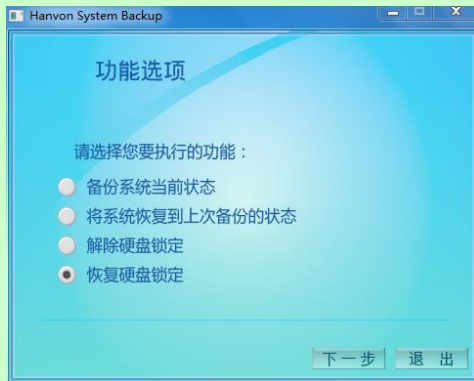 Hanvon System Backup
功能选项
请选择您要执行的功能：
备份系统当前状态
将系统恢复到上次备份的状态
解除硬盘锁定
恢复硬盘锁定
下一步 退 出